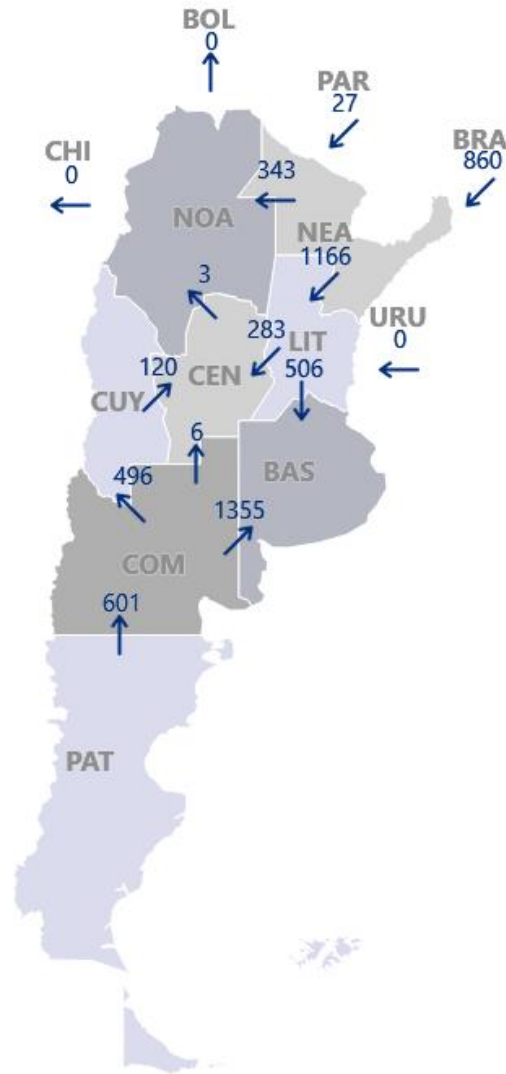 BOL
0
PAR
27
BRA
860
CHI
0
343
NOA
NEA
1166
3
URU
0
283
LIT
120
CEN
506
CUY
6
BAS
496
1355
COM
601
PAT